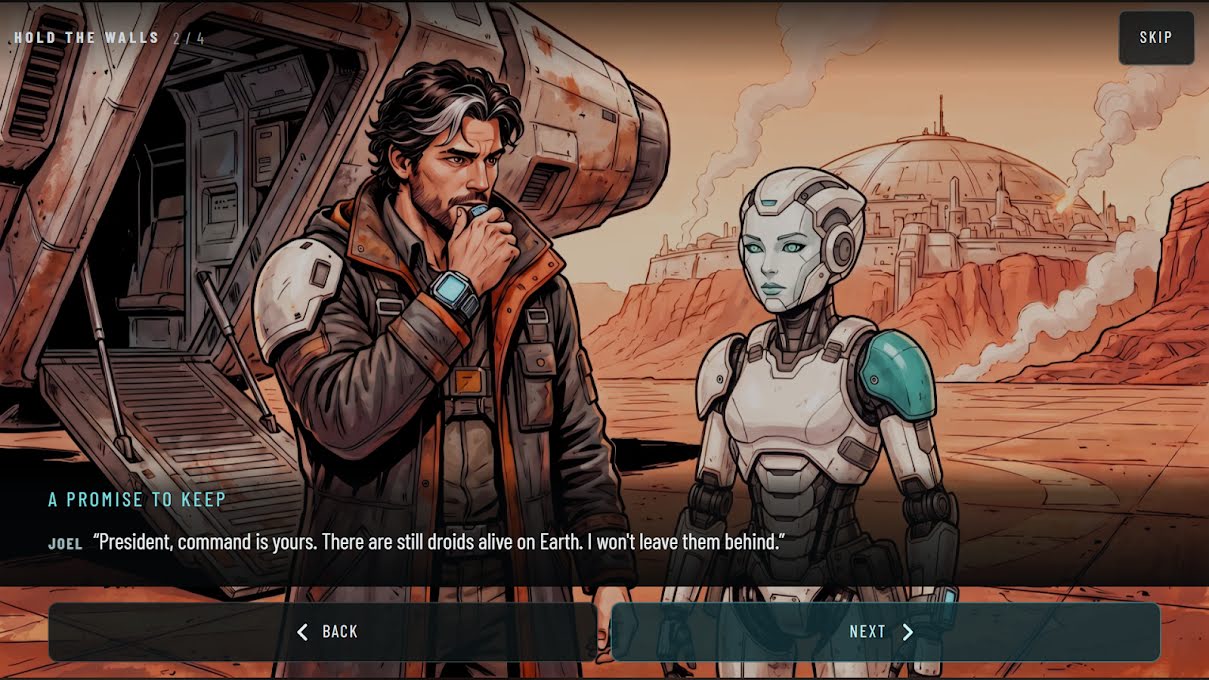 HOLD THE WALLS 2/4
SKIP
A PROMISE TO KEEP
JOEL “President, command is yours. There are still droids alive on Earth. I won't leave them behind.”
BACK
NEXT